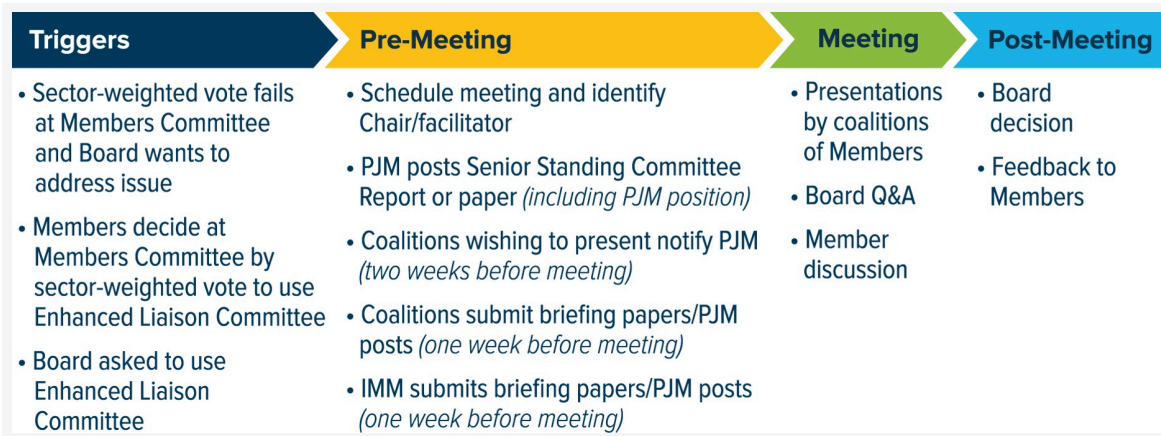 Triggers
Pre-Meeting
Meeting
Post-Meeting
• Sector-weighted vote fails
at Members Committee
and Board wants to
address issue
• Members decide at
Members Committee by
sector-weighted vote to use
Enhanced Liaison Committee
• Board asked to use
Enhanced Liaison
Committee
• Schedule meeting and identify
Chair/facilitator
• PJM posts Senior Standing Committee
Report or paper (including PJM position)
• Coalitions wishing to present notify PJM
(two weeks before meeting)
• Coalitions submit briefing papers/PJM
posts (one week before meeting)
• IMM submits briefing papers/PJM posts
(one week before meeting)
• Presentations
by coalitions
of Members
• Board Q&A
• Member
discussion
• Board
decision
• Feedback to
Members